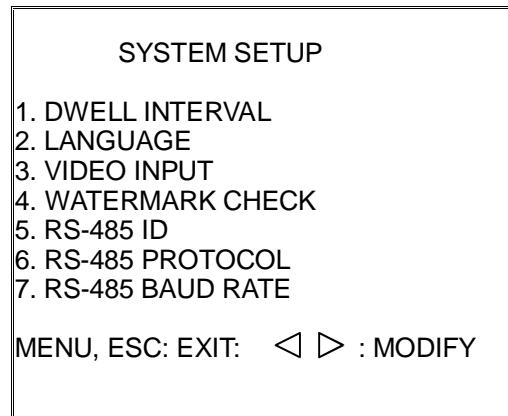 SYSTEM SETUP
1. DWELL INTERVAL
2. LANGUAGE
3. VIDEO INPUT
4. WATERMARK CHECK
5. RS-485 ID
6. RS-485 PROTOCOL
7. RS-485 BAUD RATE
MENU, ESC: EXIT: ◁ ▷ : MODIFY